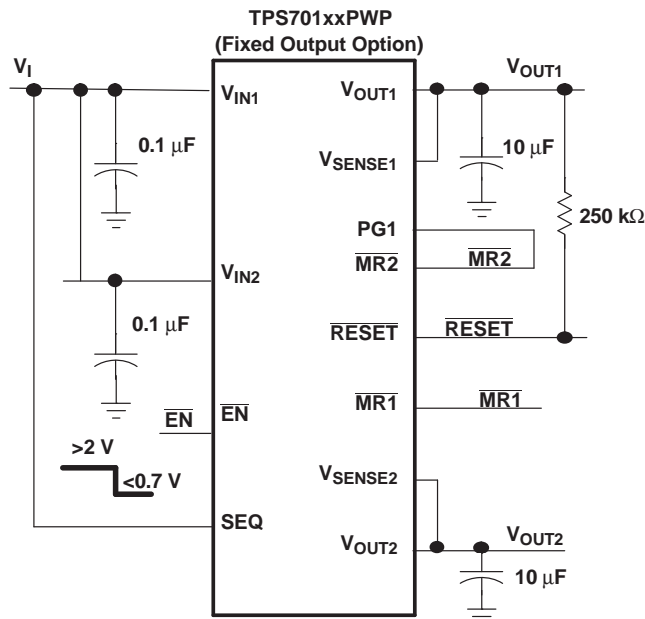 TPS701xxPWP
(Fixed Output Option)
VI
VOUT1
VIN1
VOUT1
0.1 μF
10 μF
VSENSE1
250 kΩ
PG1
MR2
MR2
VIN2
0.1 μF
RESET
RESET
MR1
MR1
EN
EN
>2 V
<0.7 V
VSENSE2
SEQ
VOUT2
VOUT2
10 μF